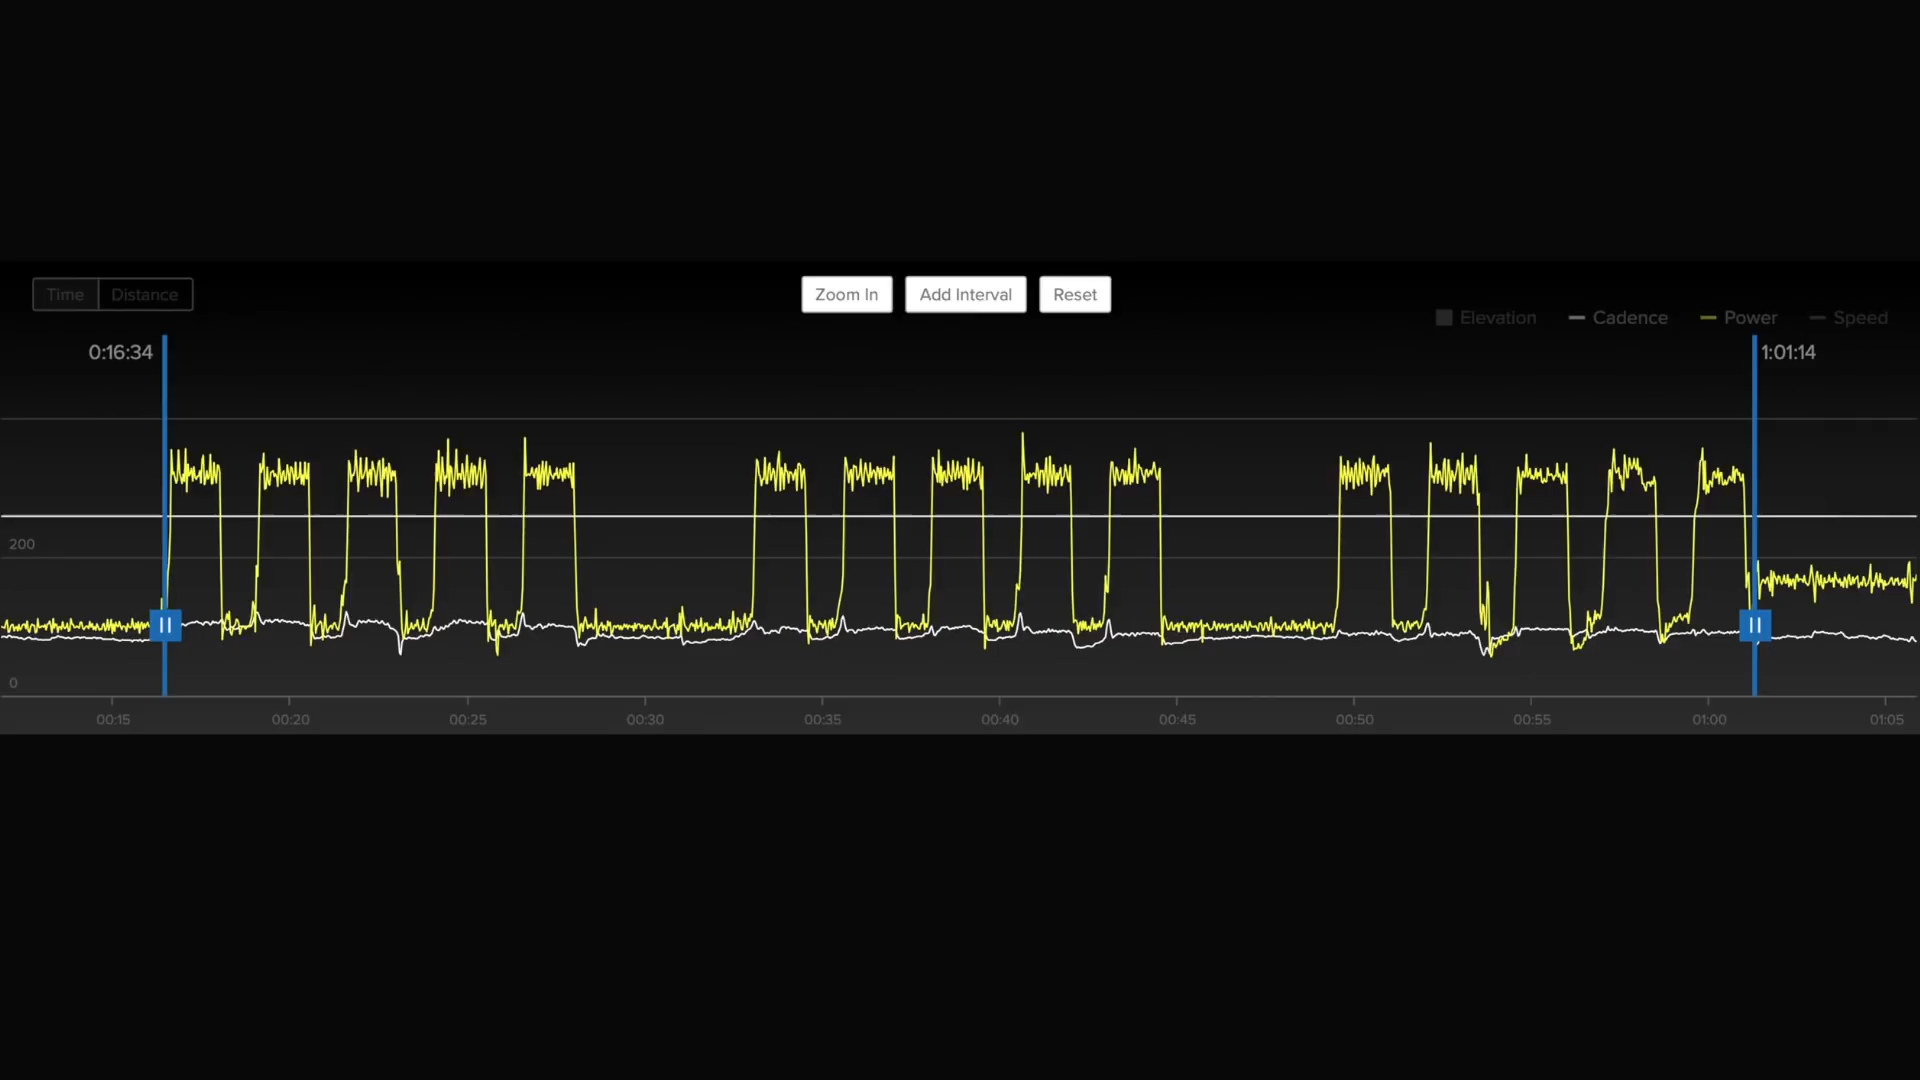 Time Distance
Zoom In Add Interval Reset
Elevation Cadence Power Speed
0:16:34 1:01:14
200
0
00:15 00:20 00:25 00:30 00:35 00:40 00:45 00:50 00:55 01:00 01:05